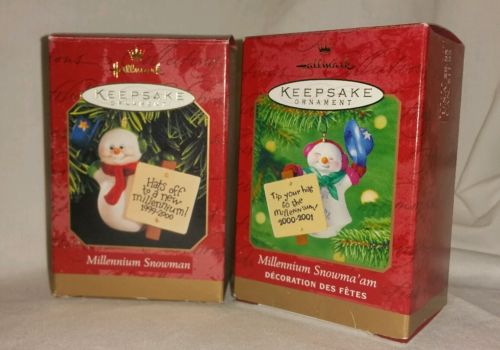 Hallmark
KEEPSAKE
ORNAMENT
Hats off
to a new
millennium!
1999-2000
Millennium Snowman
Hallmark
KEEPSAKE
ORNAMENT
Tip your hat
to the
millennium!
2000-2001
Millennium Snowma'am
DÉCORATION DES FÊTES